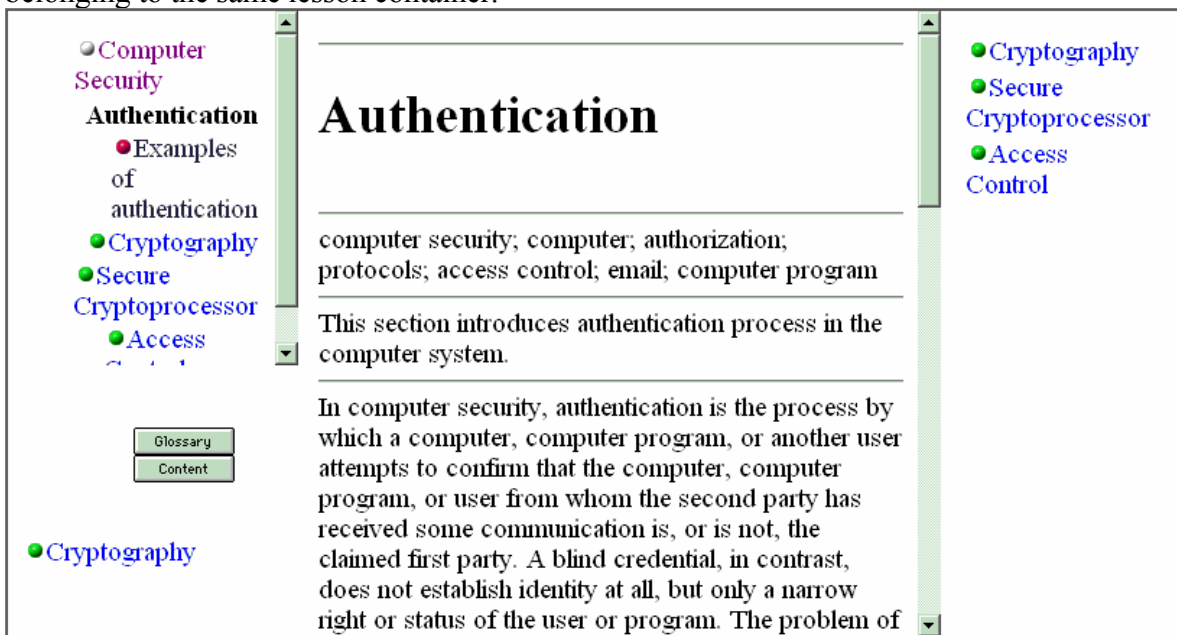 belonging to the same lesson container.
Computer
Security
Authentication
Examples
of
authentication
Cryptography
Secure
Cryptoprocessor
Access
Glossary
Content
Cryptography
Authentication
computer security; computer; authorization;
protocols; access control; email; computer program
This section introduces authentication process in the
computer system.
In computer security, authentication is the process by
which a computer, computer program, or another user
attempts to confirm that the computer, computer
program, or user from whom the second party has
received some communication is, or is not, the
claimed first party. A blind credential, in contrast,
does not establish identity at all, but only a narrow
right or status of the user or program. The problem of
Cryptography
Secure
Cryptoprocessor
Access
Control